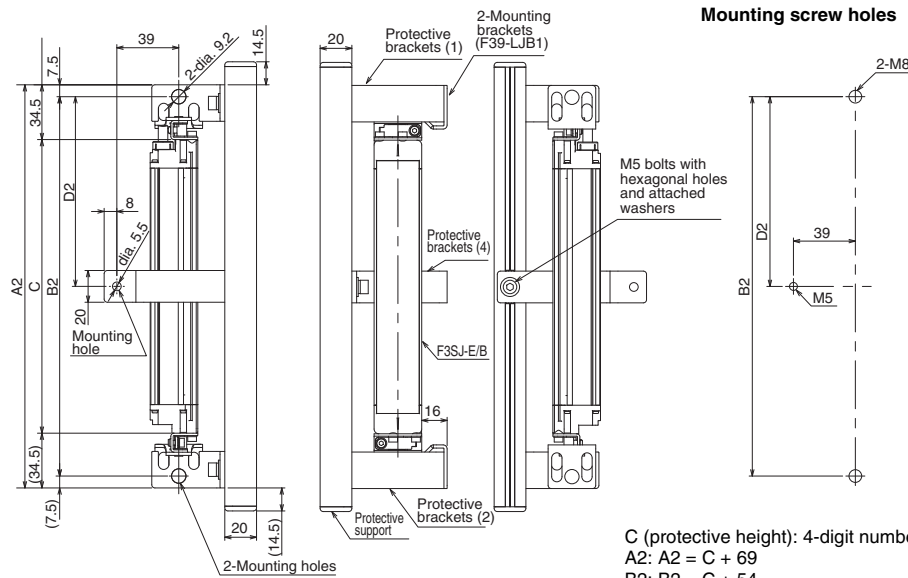 Mounting screw holes
39
2-dia. 9.2
14.5
7.5
34.5
D2
8
dia. 5.5
A2
C
B2
20
Mounting
hole
(34.5)
(7.5)
20
(14.5)
2-Mounting holes
20
Protective
brackets (1)
2-Mounting
brackets
(F39-LJB1)
Protective
brackets (4)
F3SJ-E/B
16
Protective
support
Protective
brackets (2)
M5 bolts with
hexagonal holes
and attached
washers
2-M8
39
D2
B2
M5
C (protective height): 4-digit numbe
A2: A2 = C + 69